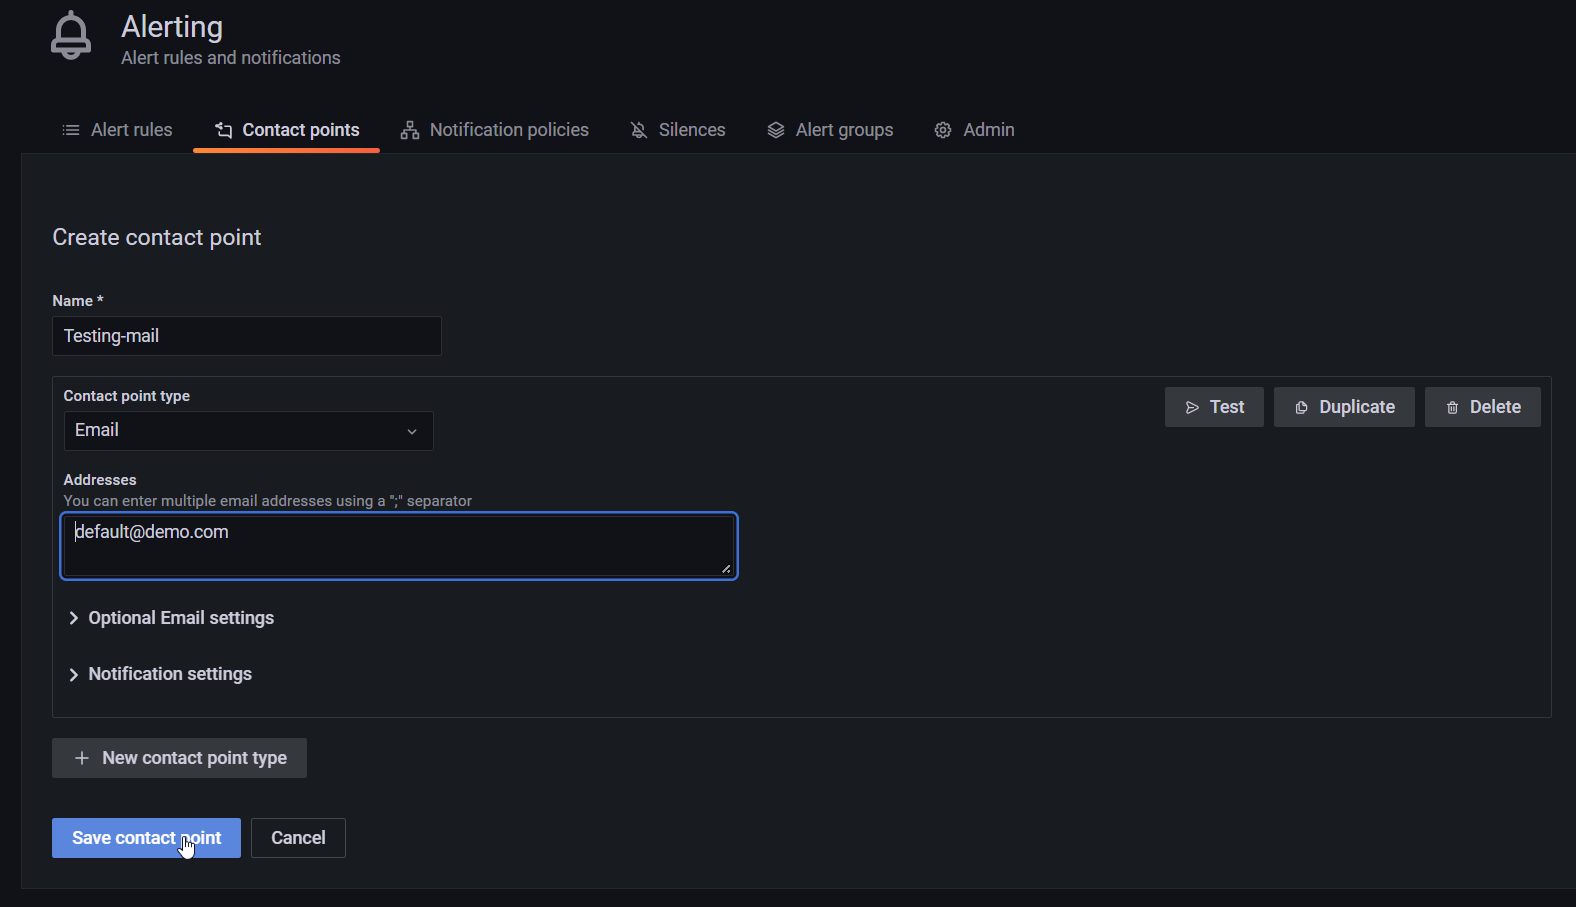 Alerting
Alert rules and notifications
Alert rules
Contact points
Notification policies
Silences
Alert groups
Admin
Create contact point
Name *
Testing-mail
Contact point type
Email
Test
Duplicate
Delete
Addresses
You can enter multiple email addresses using a ";" separator
default@demo.com
Optional Email settings
Notification settings
New contact point type
Save contact point
Cancel